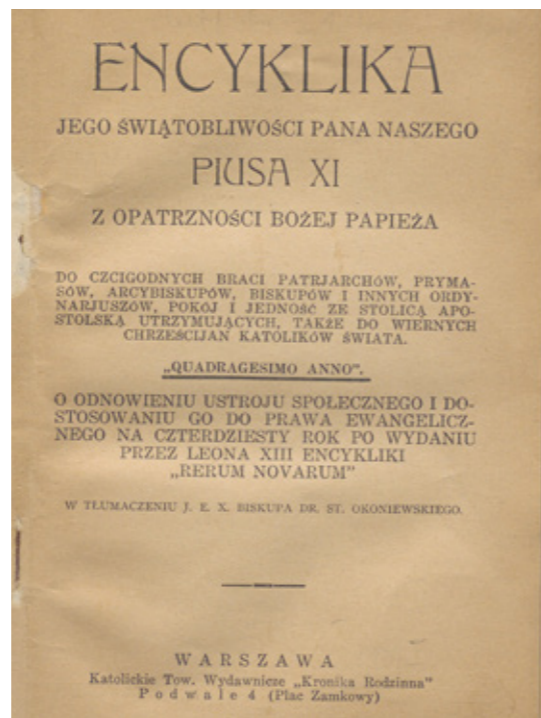 ENCYKLIKA
JEGO ŚWIĄTOBLIWOŚCI PANA NASZEGO
PIUSA XI
Z OPATRZNOŚCI BOŻEJ PAPIEŻA
DO CZCIGODNYCH BRACI PATRJARCHÓW, PRYMA-
SÓW, ARCYBISKUPÓW, BISKUPÓW I INNYCH ORDY-
NARJUSZÓW, POKÓJ I JEDNOŚĆ ZE STOLICĄ APO-
STOLSKĄ UTRZYMUJĄCYCH, TAKŻE DO WIERNYCH
CHRZEŚCIJAN KATOLIKÓW ŚWIATA.
„QUADRAGESIMO ANNO".
O ODNOWIENIU USTROJU SPOŁECZNEGO I DO-
STOSOWANIU GO DO PRAWA EWANGELICZ-
NEGO NA CZTERDZIESTY ROK PO WYDANIU
PRZEZ LEONA XIII ENCYKLIKI
„RERUM NOVARUM"
W TŁUMACZENIU J. E. X. BISKUPA DR. ST. OKONIEWSKIEGO.
WARSZAWA
Katolickie Tow. Wydawnicze „Kronika Rodzinna"
Podwale 4 (Plac Zamkowy)